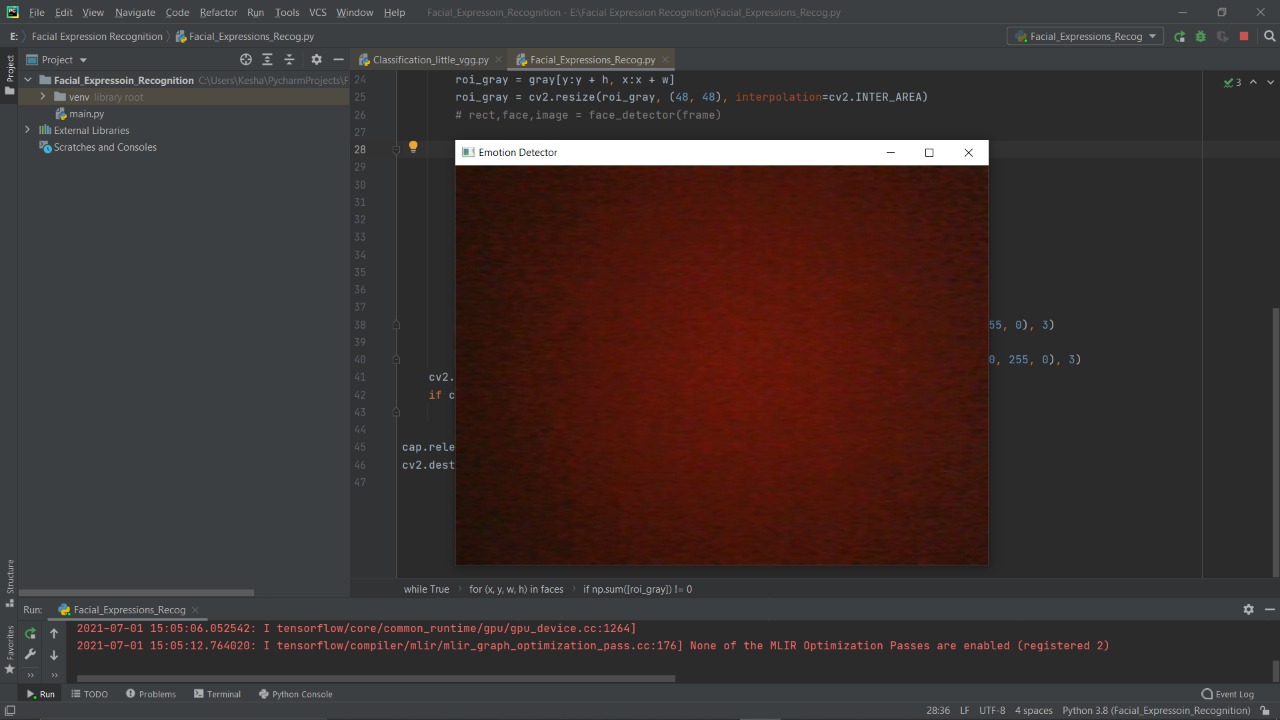 File Edit View Navigate Code Refactor Run Tools VCS Window Help Facial_Expressoin_Recognition - E:\Facial Expression Recognition\Facial_Expressions_Recog.py
E: Facial Expression Recognition Facial_Expressions_Recog.py Facial_Expressions_Recog
Project Project Classification_little_vgg.py Facial_Expressions_Recog.py
Facial_Expressoin_Recognition C:\Users\Kesha\PycharmProjects\F
venv library root
main.py
External Libraries
Scratches and Consoles
24 roi_gray = gray[y:y + h, x:x + w]
25 roi_gray = cv2.resize(roi_gray, (48, 48), interpolation=cv2.INTER_AREA)
26 # rect,face,image = face_detector(frame)
27
28
Emotion Detector
29
30
31
32
33
34
35
36
37
38 55, 0), 3)
39
40 0, 255, 0), 3)
41 cv2.
42 if c
43
44
45 cap.rele
46 cv2.dest
47
3
while True for (x, y, w, h) in faces if np.sum([roi_gray]) != 0
Structure
Favorites
Run: Facial_Expressions_Recog
2021-07-01 15:05:06.052542: I tensorflow/core/common_runtime/gpu/gpu_device.cc:1264]
2021-07-01 15:05:12.764020: I tensorflow/compiler/mlir/mlir_graph_optimization_pass.cc:176] None of the MLIR Optimization Passes are enabled (registered 2)
Run TODO Problems Terminal Python Console Event Log
28:36 LF UTF-8 4 spaces Python 3.8 (Facial_Expressoin_Recognition)